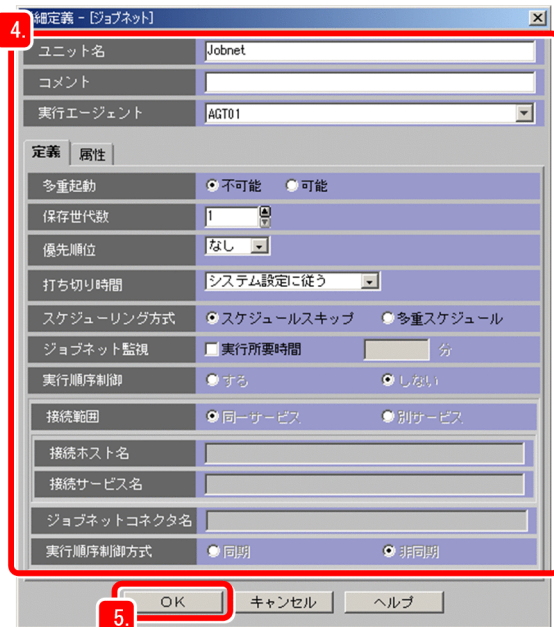 細定義 - [ジョブネット]
4.
ユニット名 Jobnet
コメント
実行エージェント AGT01
定義 属性
多重起動 不可能 可能
保存世代数 1
優先順位 なし
打ち切り時間 システム設定に従う
スケジューリング方式 スケジュールスキップ 多重スケジュール
ジョブネット監視 実行所要時間 分
実行順序制御 する しない
接続範囲 同一サービス 別サービス
接続ホスト名
接続サービス名
ジョブネットコネクタ名
実行順序制御方式 同期 非同期
OK キャンセル ヘルプ
5.